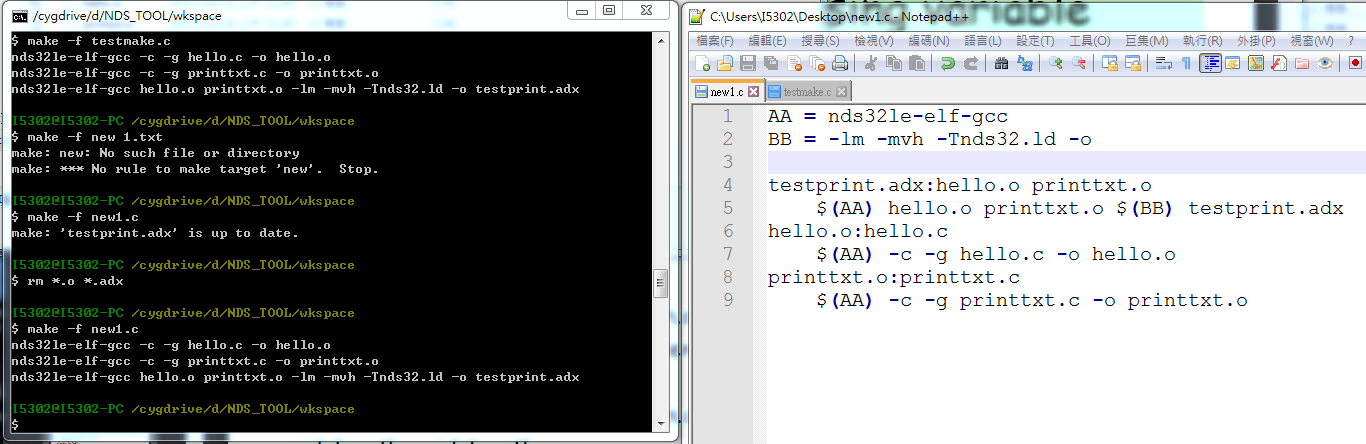 /cygdrive/d/NDS_TOOL/wkspace
$ make -f testmake.c
nds32le-elf-gcc -c -g hello.c -o hello.o
nds32le-elf-gcc -c -g printtxt.c -o printtxt.o
nds32le-elf-gcc hello.o printtxt.o -lm -mvh -Tnds32.ld -o testprint.adx
I5302@I5302-PC /cygdrive/d/NDS_TOOL/wkspace
$ make -f new 1.txt
make: new: No such file or directory
make: *** No rule to make target 'new'.  Stop.
I5302@I5302-PC /cygdrive/d/NDS_TOOL/wkspace
$ make -f new1.c
make: 'testprint.adx' is up to date.
I5302@I5302-PC /cygdrive/d/NDS_TOOL/wkspace
$ rm *.o *.adx
I5302@I5302-PC /cygdrive/d/NDS_TOOL/wkspace
$ make -f new1.c
nds32le-elf-gcc -c -g hello.c -o hello.o
nds32le-elf-gcc -c -g printtxt.c -o printtxt.o
nds32le-elf-gcc hello.o printtxt.o -lm -mvh -Tnds32.ld -o testprint.adx
I5302@I5302-PC /cygdrive/d/NDS_TOOL/wkspace
$
variable
C:\Users\I5302\Desktop\new1.c - Notepad++
檔案(F) 編輯(E) 搜尋(S) 檢視(V) 編碼(N) 語言(L) 設定(T) 工具(O) 巨集(M) 執行(R) 外掛(P) 視窗(W) ?
new1.c testmake.c
1 AA = nds32le-elf-gcc
2 BB = -lm -mvh -Tnds32.ld -o
3
4 testprint.adx:hello.o printtxt.o
5 $(AA) hello.o printtxt.o $(BB) testprint.adx
6 hello.o:hello.c
7 $(AA) -c -g hello.c -o hello.o
8 printtxt.o:printtxt.c
9 $(AA) -c -g printtxt.c -o printtxt.o